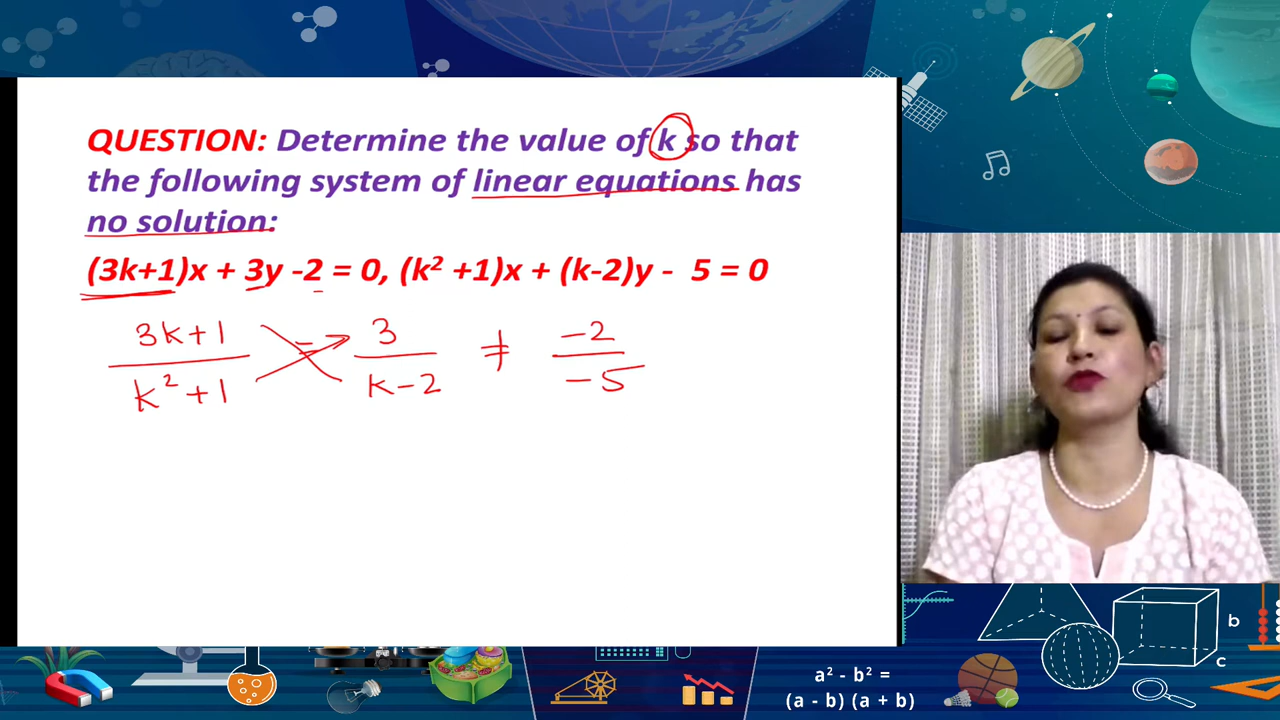 QUESTION: Determine the value of k so that
the following system of linear equations has
no solution:
(3k+1)x + 3y -2 = 0, (k² +1)x + (k-2)y - 5 = 0
3k+1 = 3 ≠ -2
k²+1 k-2 -5
b
c
a² - b² =
(a - b) (a + b)